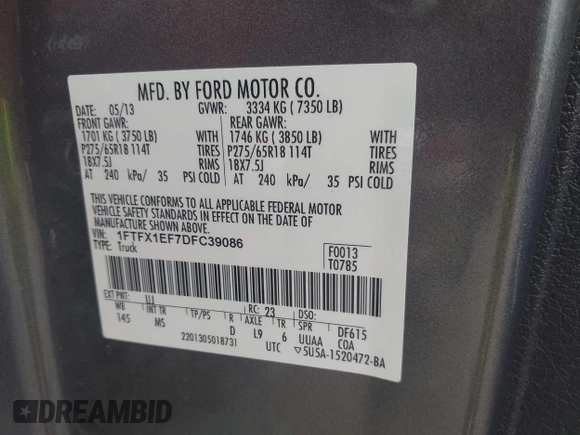 MFD. BY FORD MOTOR CO.
DATE: 05/13 GVWR: 3334 KG ( 7350 LB)
FRONT GAWR: REAR GAWR:
1701 KG ( 3750 LB) WITH 1746 KG ( 3850 LB) WITH
P275/65R18 114T TIRES P275/65R18 114T TIRES
18X7.5J RIMS 18X7.5J RIMS
AT 240 kPa/ 35 PSI COLD AT 240 kPa/ 35 PSI COLD
THIS VEHICLE CONFORMS TO ALL APPLICABLE FEDERAL MOTOR
VEHICLE SAFETY STANDARDS IN EFFECT ON THE DATE OF
MANUFACTURE SHOWN ABOVE.
VIN: 1FTFX1EF7DFC39086 F0013
TYPE: Truck T0785
EXT PNT: UJ RC: 23 DSO:
WB INT TR TP/PS R AXLE TR SPR DF615
145 MS D L9 6 UUAA COA
2201305018731 UTC ▽5U5A-1520472-BA
DREAMBID